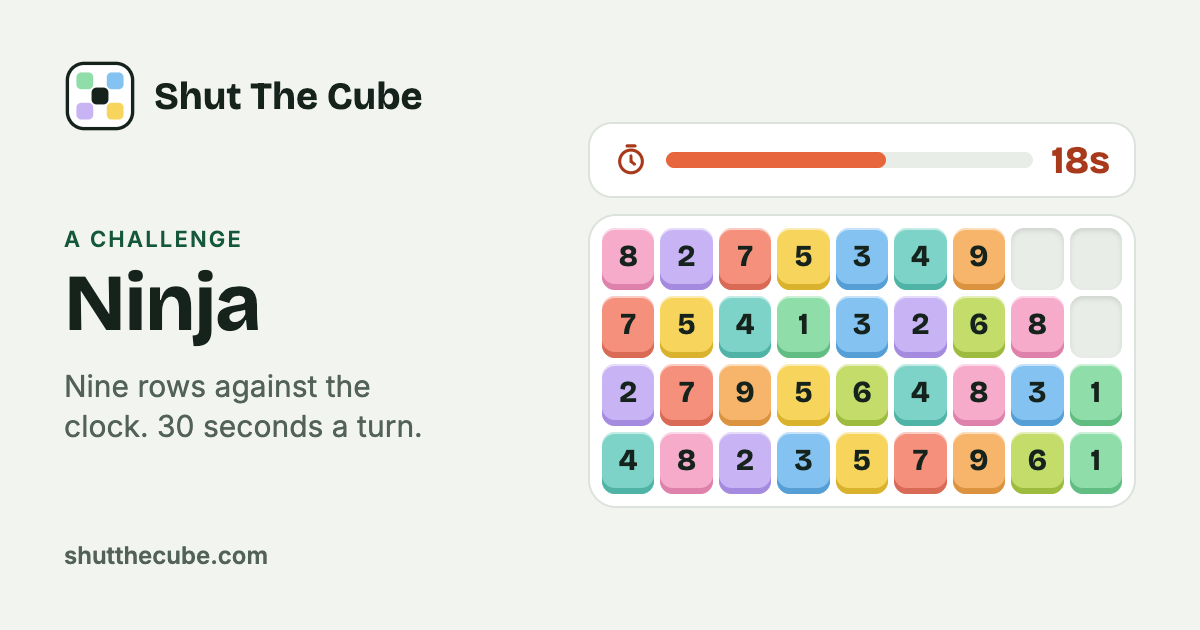 Shut The Cube
A CHALLENGE
Ninja
Nine rows against the
clock. 30 seconds a turn.
shutthecube.com
18s
8 2 7 5 3 4 9
7 5 4 1 3 2 6 8
2 7 9 5 6 4 8 3 1
4 8 2 3 5 7 9 6 1